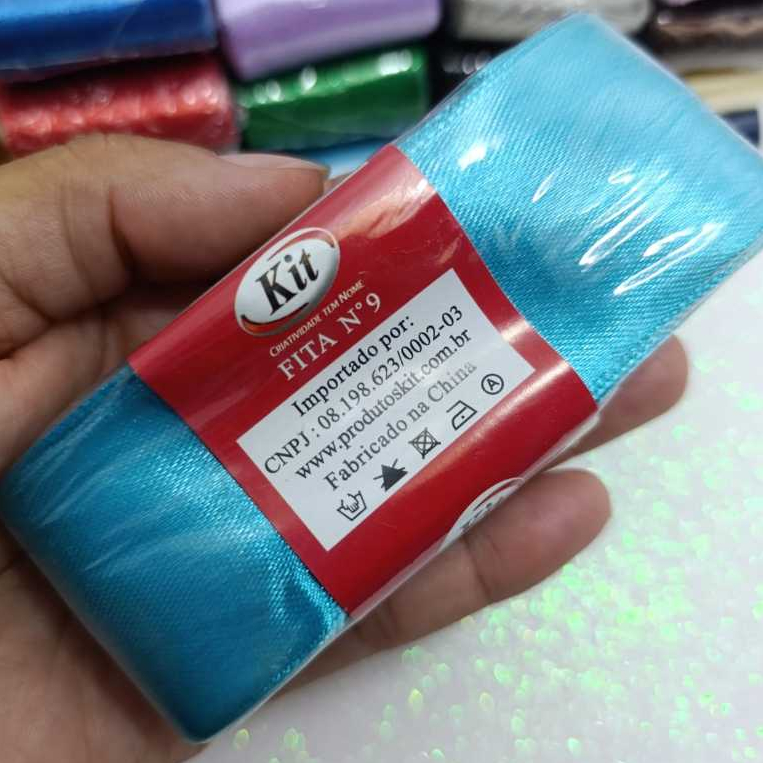 Kit
CRIATIVIDADE TEM NOME
FITA N° 9
Importado por:
CNPJ: 08.198.623/0002-03
www.produtoskit.com.br
Fabricado na China
A